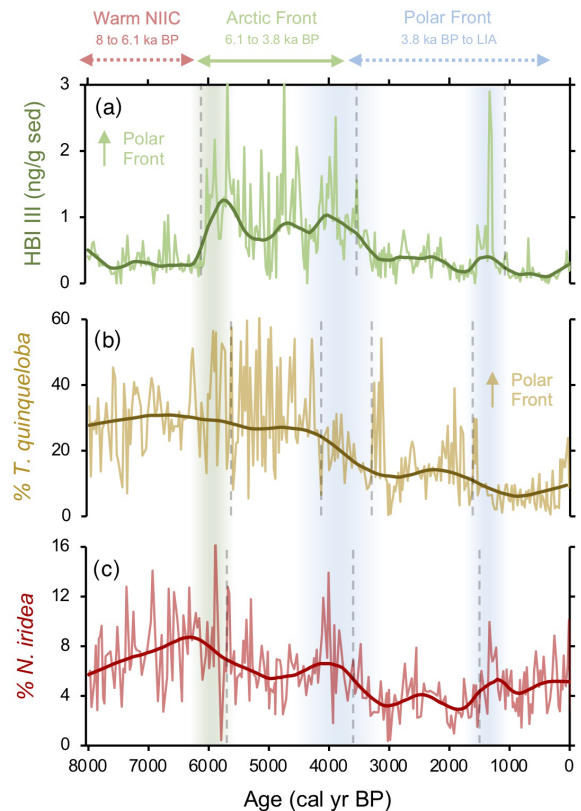 Warm NIIC Arctic Front Polar Front
8 to 6.1 ka BP 6.1 to 3.8 ka BP 3.8 ka BP to LIA
3
(a)
Polar
Front
2
1
0
HBI III (ng/g sed)
60
(b)
Polar
Front
40
20
0
% T. quinqueloba
16
(c)
12
8
4
0
% N. iridea
8000 7000 6000 5000 4000 3000 2000 1000 0
Age (cal yr BP)